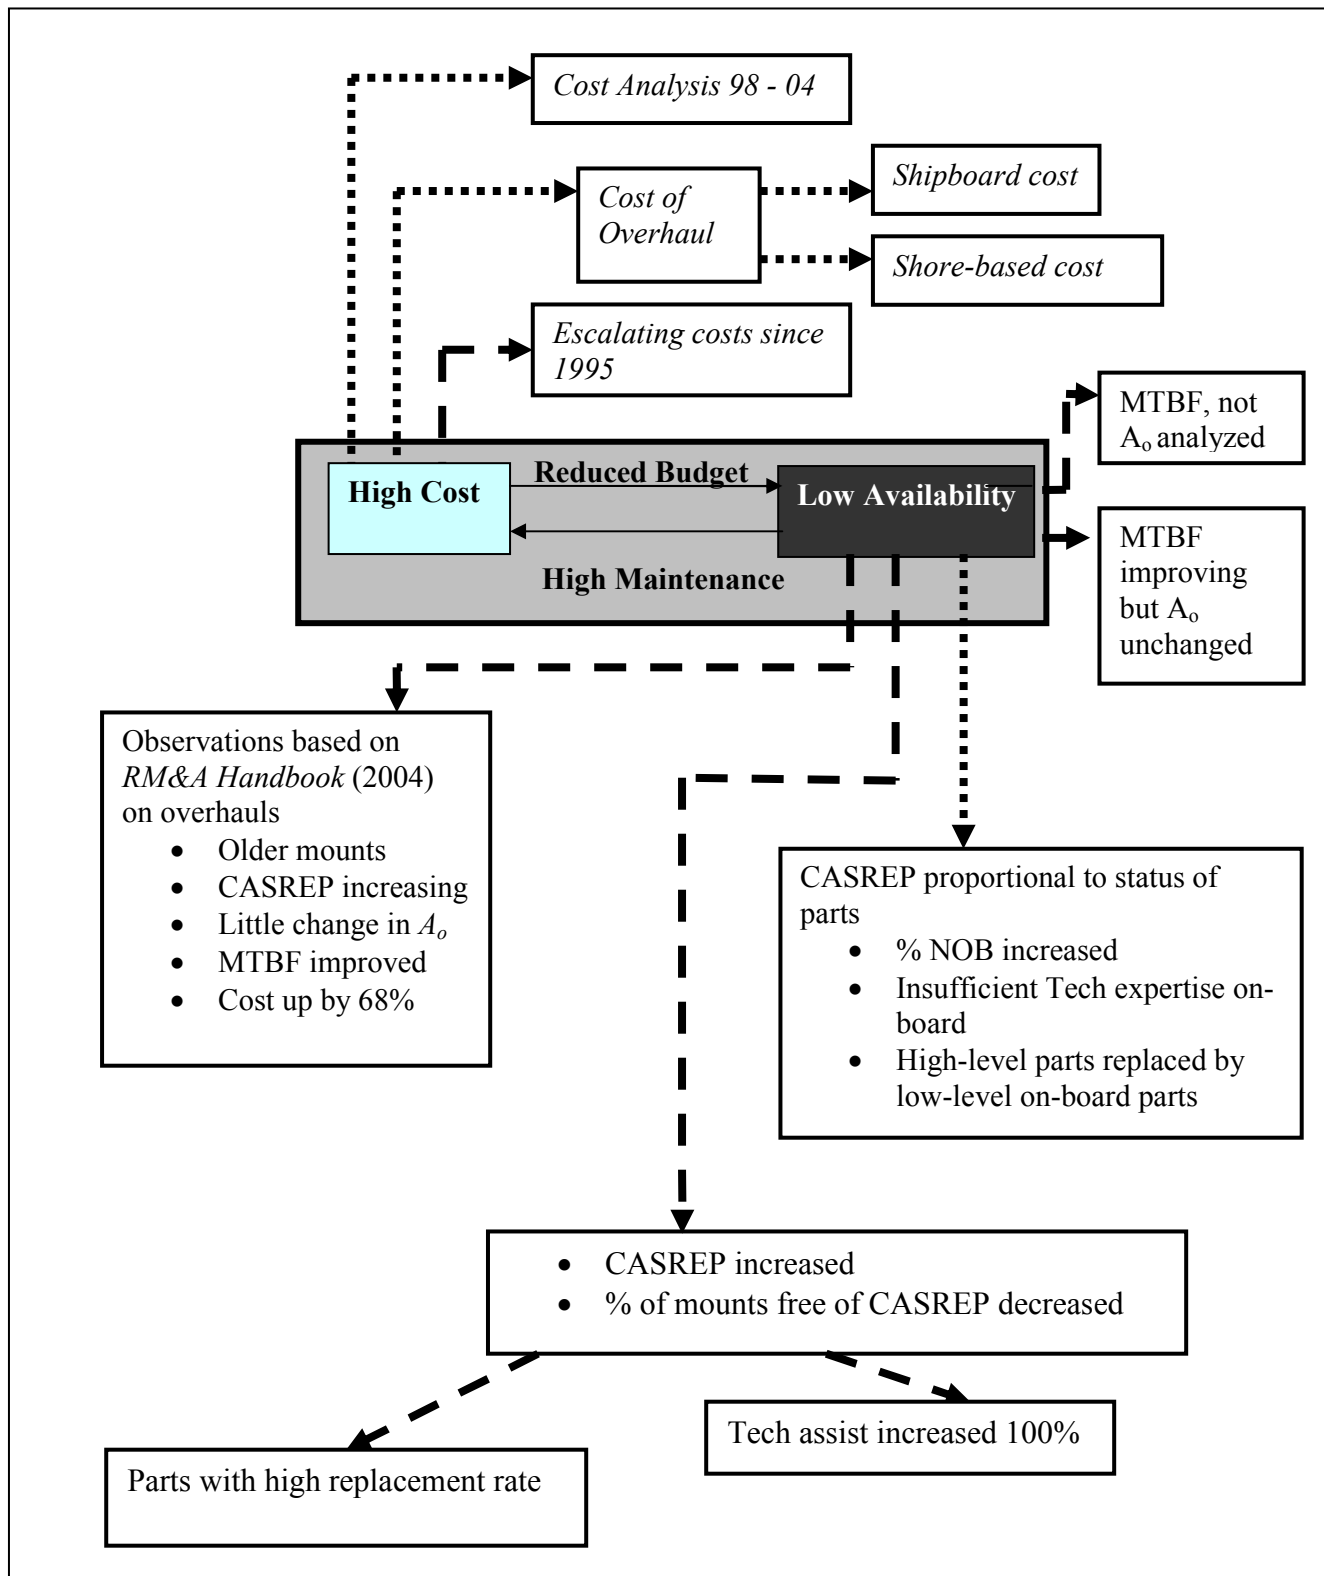 Cost Analysis 98 - 04
Cost of
Overhaul
Shipboard cost
Shore-based cost
Escalating costs since
1995
MTBF, not
Ao analyzed
High Cost
Reduced Budget
Low Availability
High Maintenance
MTBF
improving
but Ao
unchanged
Observations based on
RM&A Handbook (2004)
on overhauls
• Older mounts
• CASREP increasing
• Little change in Ao
• MTBF improved
• Cost up by 68%
CASREP proportional to status of
parts
• % NOB increased
• Insufficient Tech expertise on-
board
• High-level parts replaced by
low-level on-board parts
• CASREP increased
• % of mounts free of CASREP decreased
Tech assist increased 100%
Parts with high replacement rate